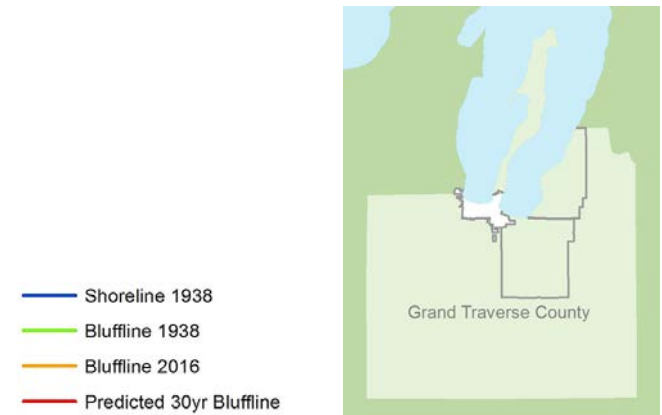 Shoreline 1938
Bluffline 1938
Bluffline 2016
Predicted 30yr Bluffline
Grand Traverse County